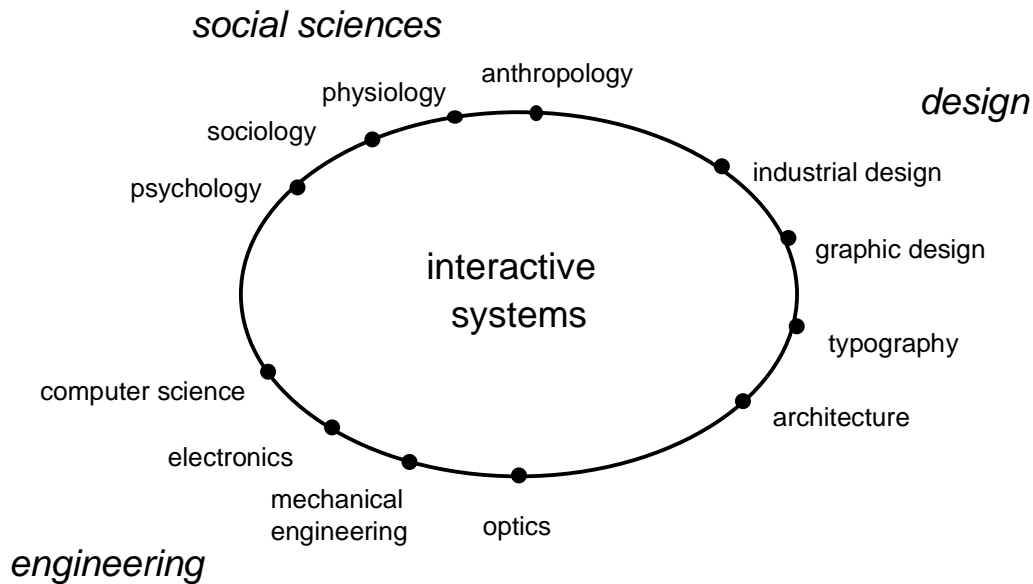 social sciences
anthropology
physiology
design
sociology
industrial design
psychology
graphic design
interactive
systems
typography
computer science
architecture
electronics
mechanical
engineering
optics
engineering